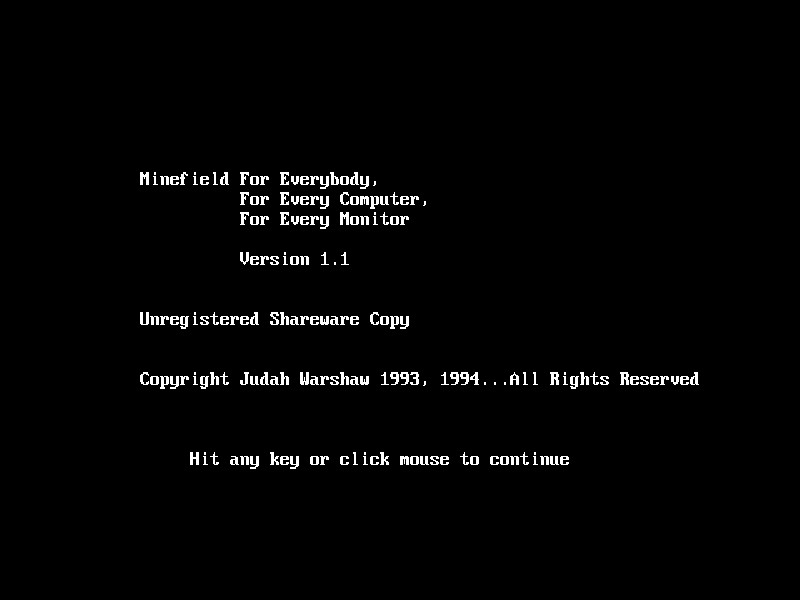 Minefield For Everybody,
For Every Computer,
For Every Monitor
Version 1.1
Unregistered Shareware Copy
Copyright Judah Warshaw 1993, 1994...All Rights Reserved
Hit any key or click mouse to continue